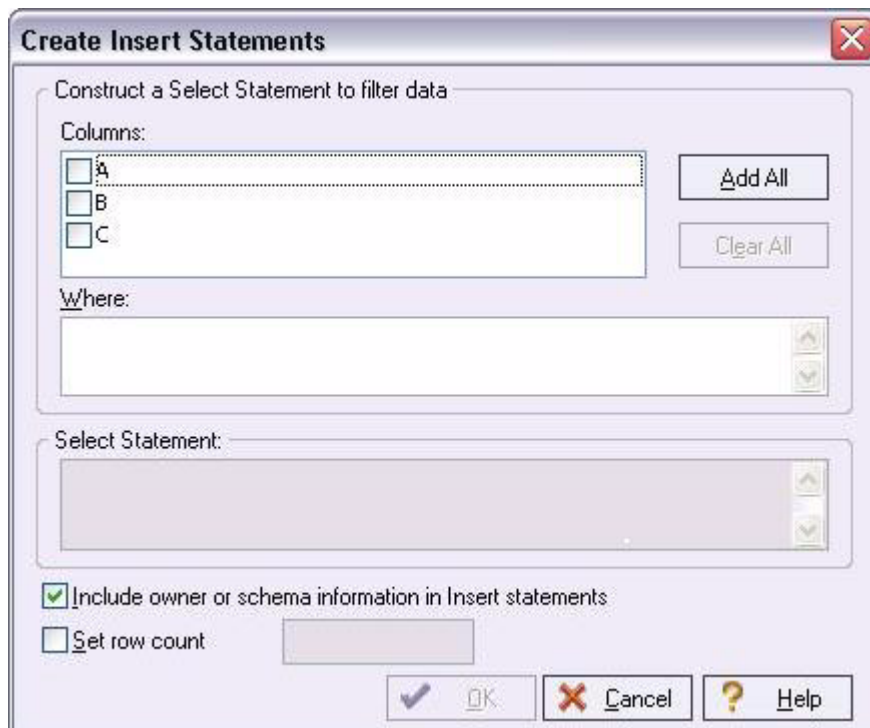 Create Insert Statements
Construct a Select Statement to filter data
Columns:
A
B
C
Add All
Clear All
Where:
Select Statement:
Include owner or schema information in Insert statements
Set row count
OK
Cancel
Help